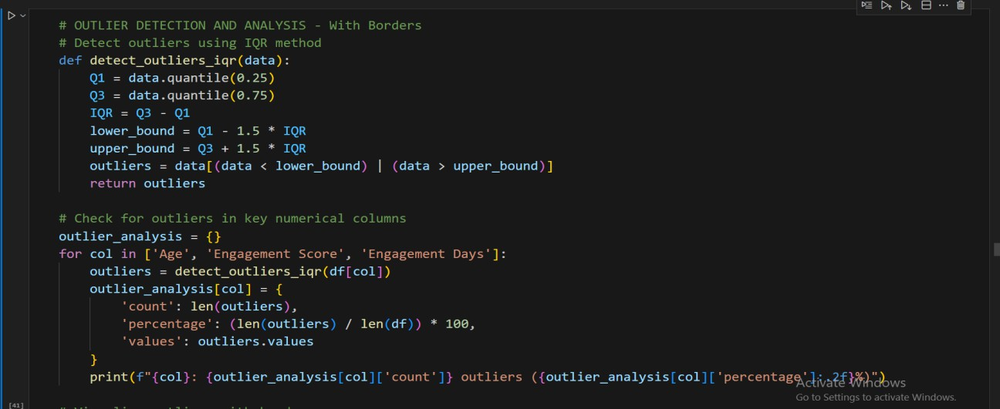 # OUTLIER DETECTION AND ANALYSIS - With Borders
# Detect outliers using IQR method
def detect_outliers_iqr(data):
    Q1 = data.quantile(0.25)
    Q3 = data.quantile(0.75)
    IQR = Q3 - Q1
    lower_bound = Q1 - 1.5 * IQR
    upper_bound = Q3 + 1.5 * IQR
    outliers = data[(data < lower_bound) | (data > upper_bound)]
    return outliers

# Check for outliers in key numerical columns
outlier_analysis = {}
for col in ['Age', 'Engagement Score', 'Engagement Days']:
    outliers = detect_outliers_iqr(df[col])
    outlier_analysis[col] = {
        'count': len(outliers),
        'percentage': (len(outliers) / len(df)) * 100,
        'values': outliers.values
    }
    print(f"{col}: {outlier_analysis[col]['count']} outliers ({outlier_analysis[col]['percentage']:.2f}%)")
Activate Windows
Go to Settings to activate Windows.
[41]